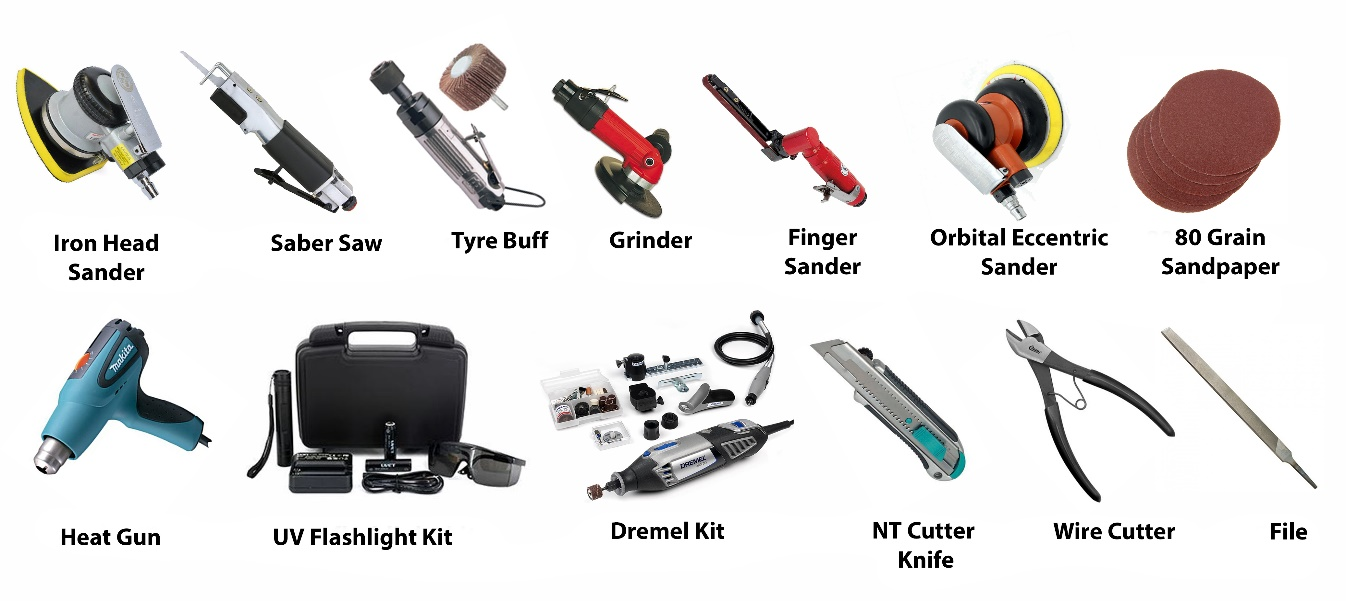 Iron Head
Sander
Saber Saw
Tyre Buff
Grinder
Finger
Sander
Orbital Eccentric
Sander
80 Grain
Sandpaper
makita
DREMEL
Heat Gun
UV Flashlight Kit
Dremel Kit
NT Cutter
Knife
Wire Cutter
File